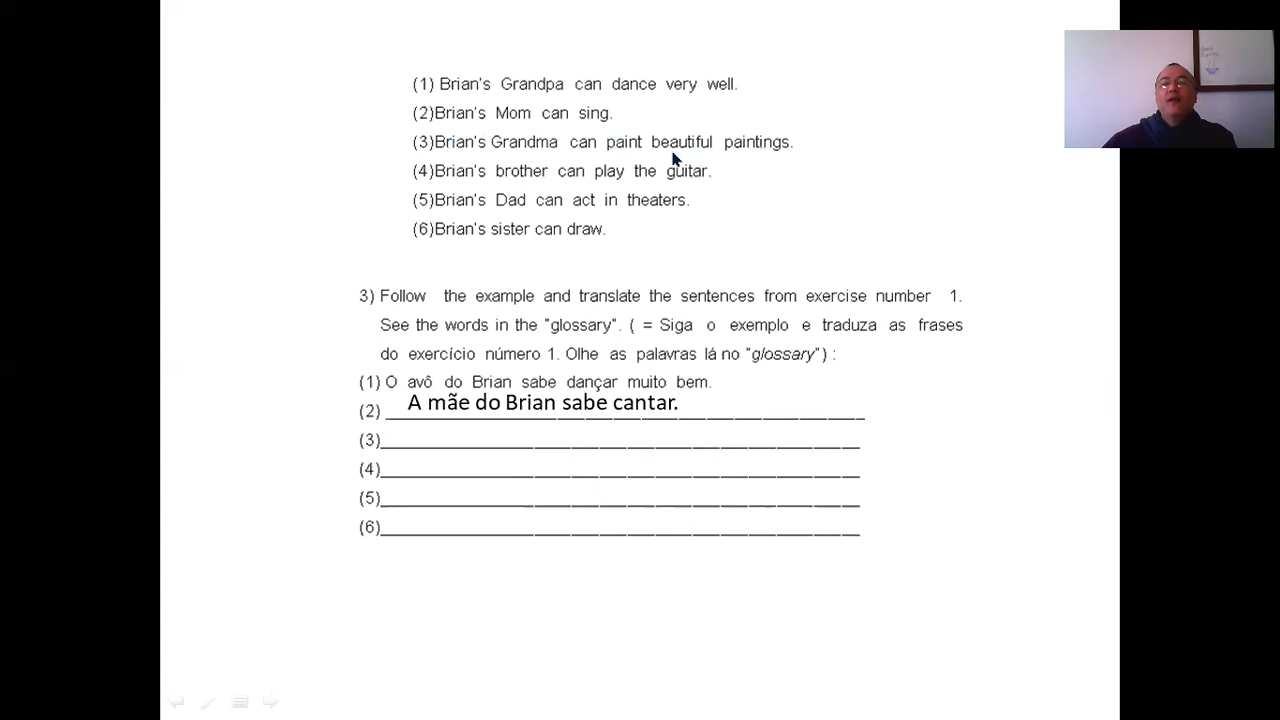 (1) Brian's Grandpa can dance very well.
(2)Brian's Mom can sing.
(3)Brian's Grandma can paint beautiful paintings.
(4)Brian's brother can play the guitar.
(5)Brian's Dad can act in theaters.
(6)Brian's sister can draw.
3) Follow the example and translate the sentences from exercise number 1.
See the words in the "glossary". ( = Siga o exemplo e traduza as frases
do exercício número 1. Olhe as palavras lá no "glossary") :
(1) O avô do Brian sabe dançar muito bem.
(2) A mãe do Brian sabe cantar.
(3)
(4)
(5)
(6)